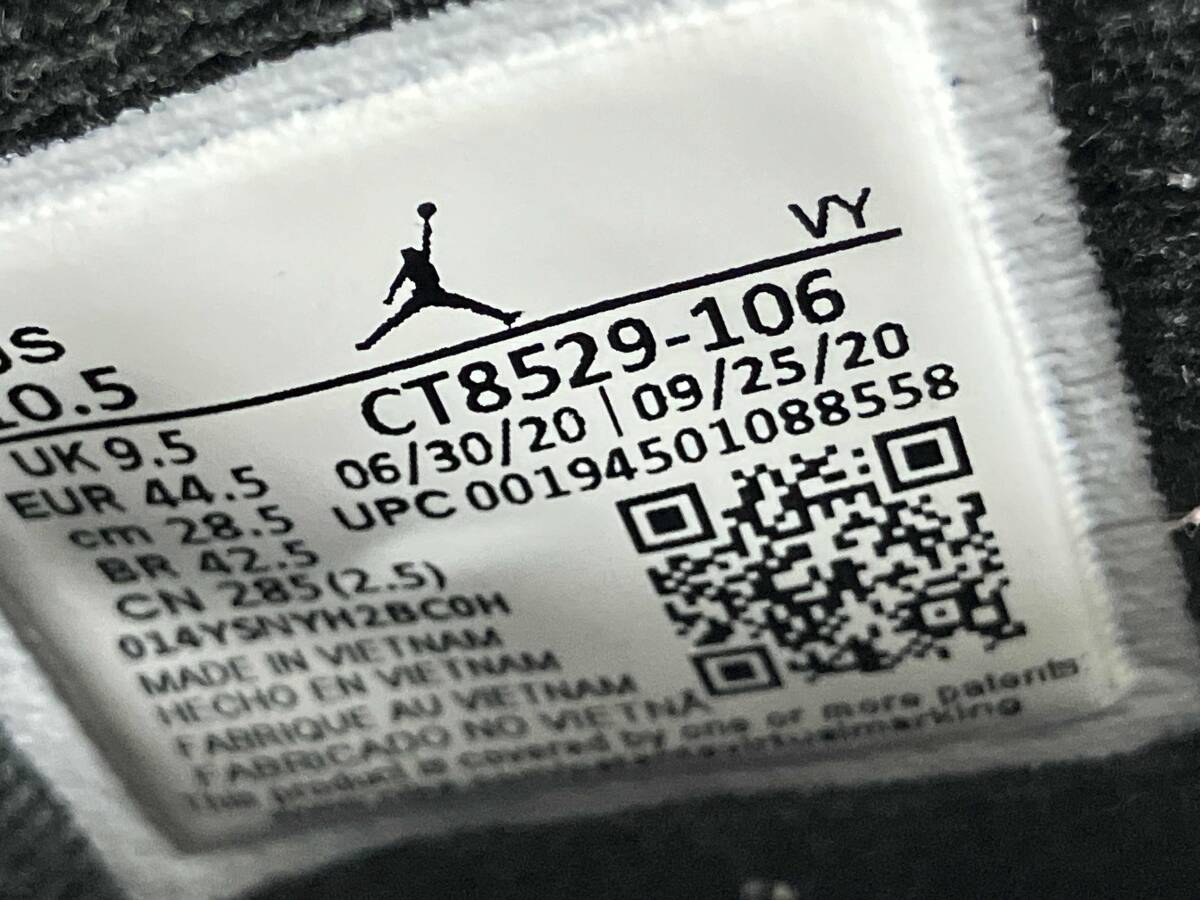 VY
US
10.5
CT8529-106
UK 9.5
06/30/20 | 09/25/20
EUR 44.5
UPC 00194501088558
cm 28.5
BR 42.5
CN 285(2.5)
014YSNYH2BC0H
MADE IN VIETNAM
HECHO EN VIETNAM
FABRIQUE AU VIETNAM
FABRICADO NO VIETNÃ
This product is covered by one or more patents: